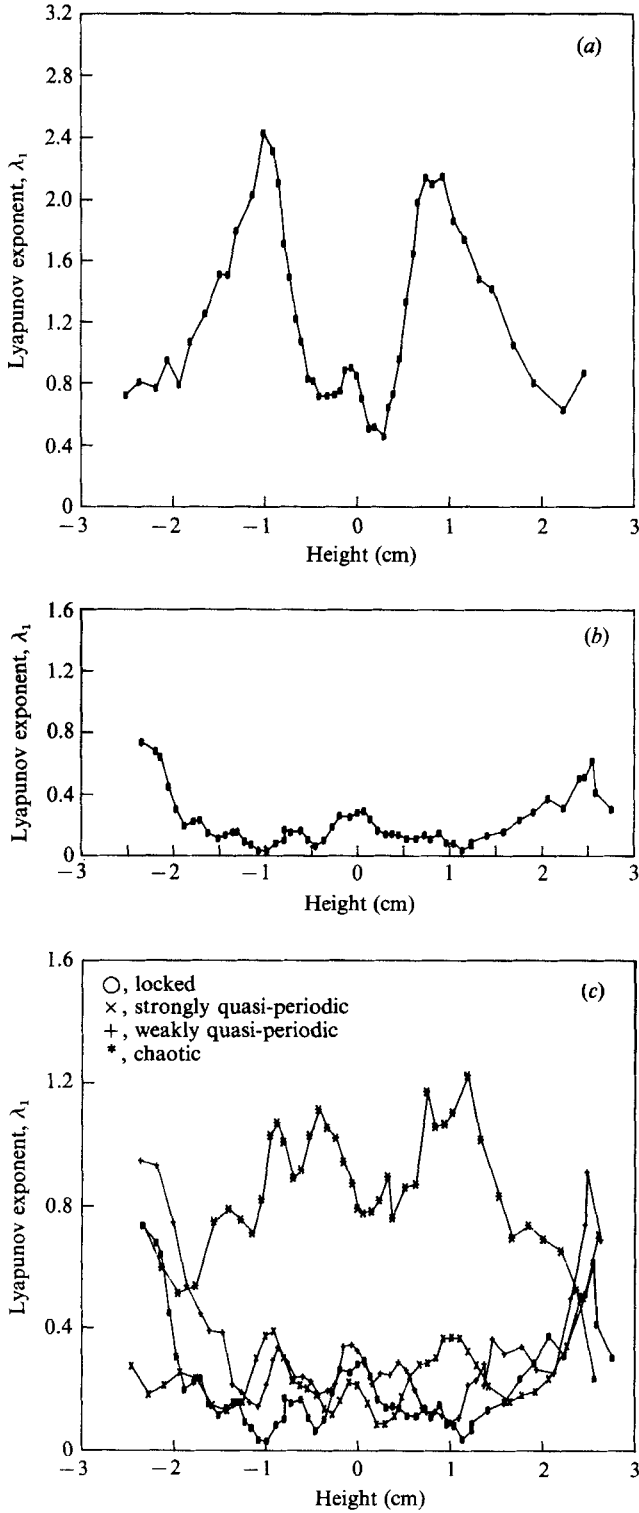 3.2
(a)
2.8
2.4
2.0
1.6
1.2
0.8
0.4
0
Lyapunov exponent, λ₁
−3 −2 −1 0 1 2 3
Height (cm)
1.6
(b)
1.2
0.8
0.4
0
Lyapunov exponent, λ₁
−3 −2 −1 0 1 2 3
Height (cm)
1.6
(c)
○, locked
×, strongly quasi-periodic
+, weakly quasi-periodic
*, chaotic
1.2
0.8
0.4
0
Lyapunov exponent, λ₁
−3 −2 −1 0 1 2 3
Height (cm)